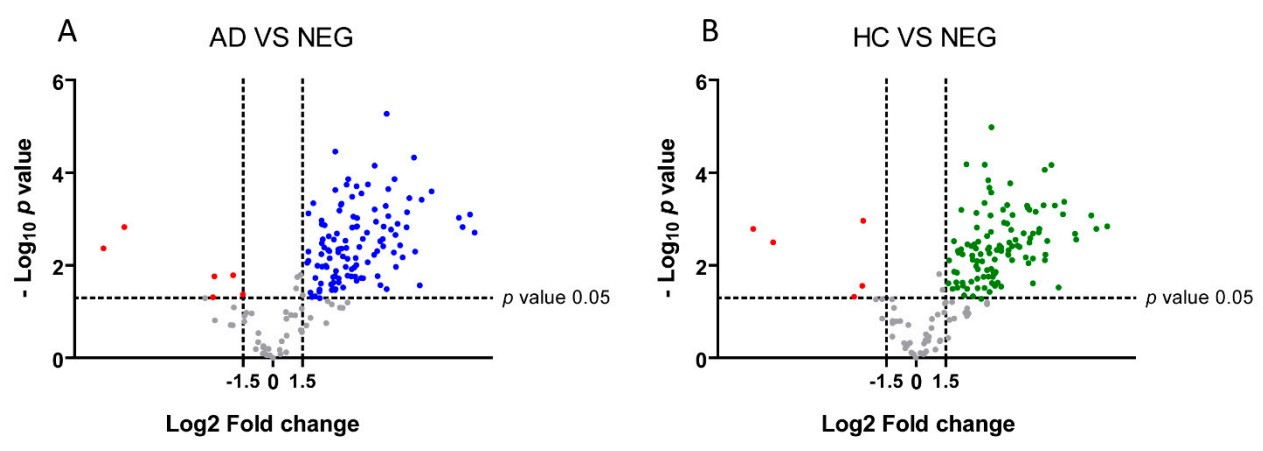 A
AD VS NEG
6
4
2
0
- Log10 p value
p value 0.05
-1.5 0 1.5
Log2 Fold change
B
HC VS NEG
6
4
2
0
- Log10 p value
p value 0.05
-1.5 0 1.5
Log2 Fold change